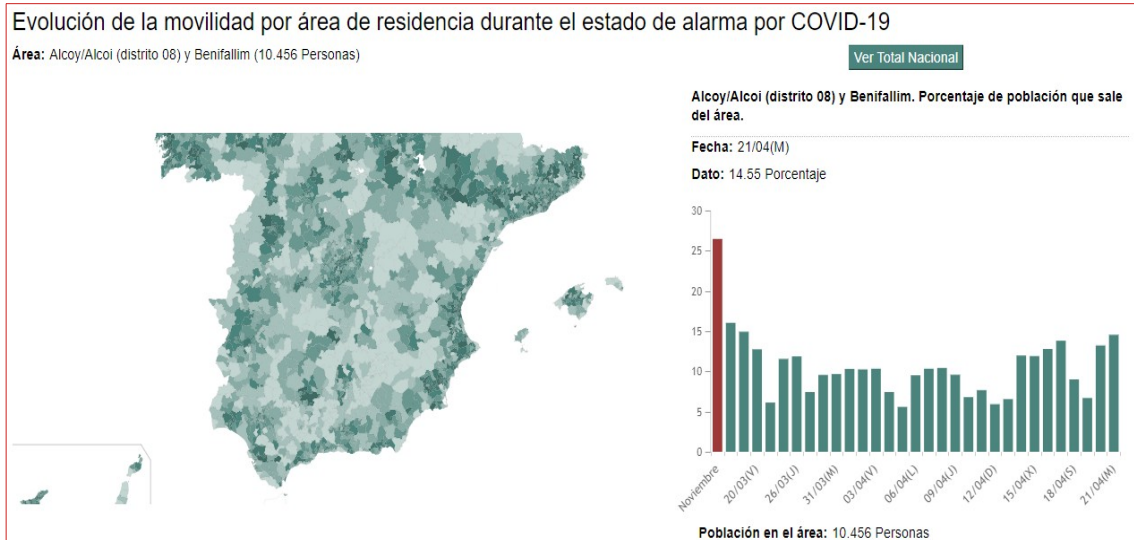 Evolución de la movilidad por área de residencia durante el estado de alarma por COVID-19
Área: Alcoy/Alcoi (distrito 08) y Benifallim (10.456 Personas)
Ver Total Nacional
Alcoy/Alcoi (distrito 08) y Benifallim. Porcentaje de población que sale
del área.
Fecha: 21/04(M)
Dato: 14.55 Porcentaje
30
25
20
15
10
5
0
Noviembre
20/03(V)
26/03(J)
31/03(M)
03/04(V)
06/04(L)
09/04(J)
12/04(D)
15/04(X)
18/04(S)
21/04(M)
Población en el área: 10.456 Personas